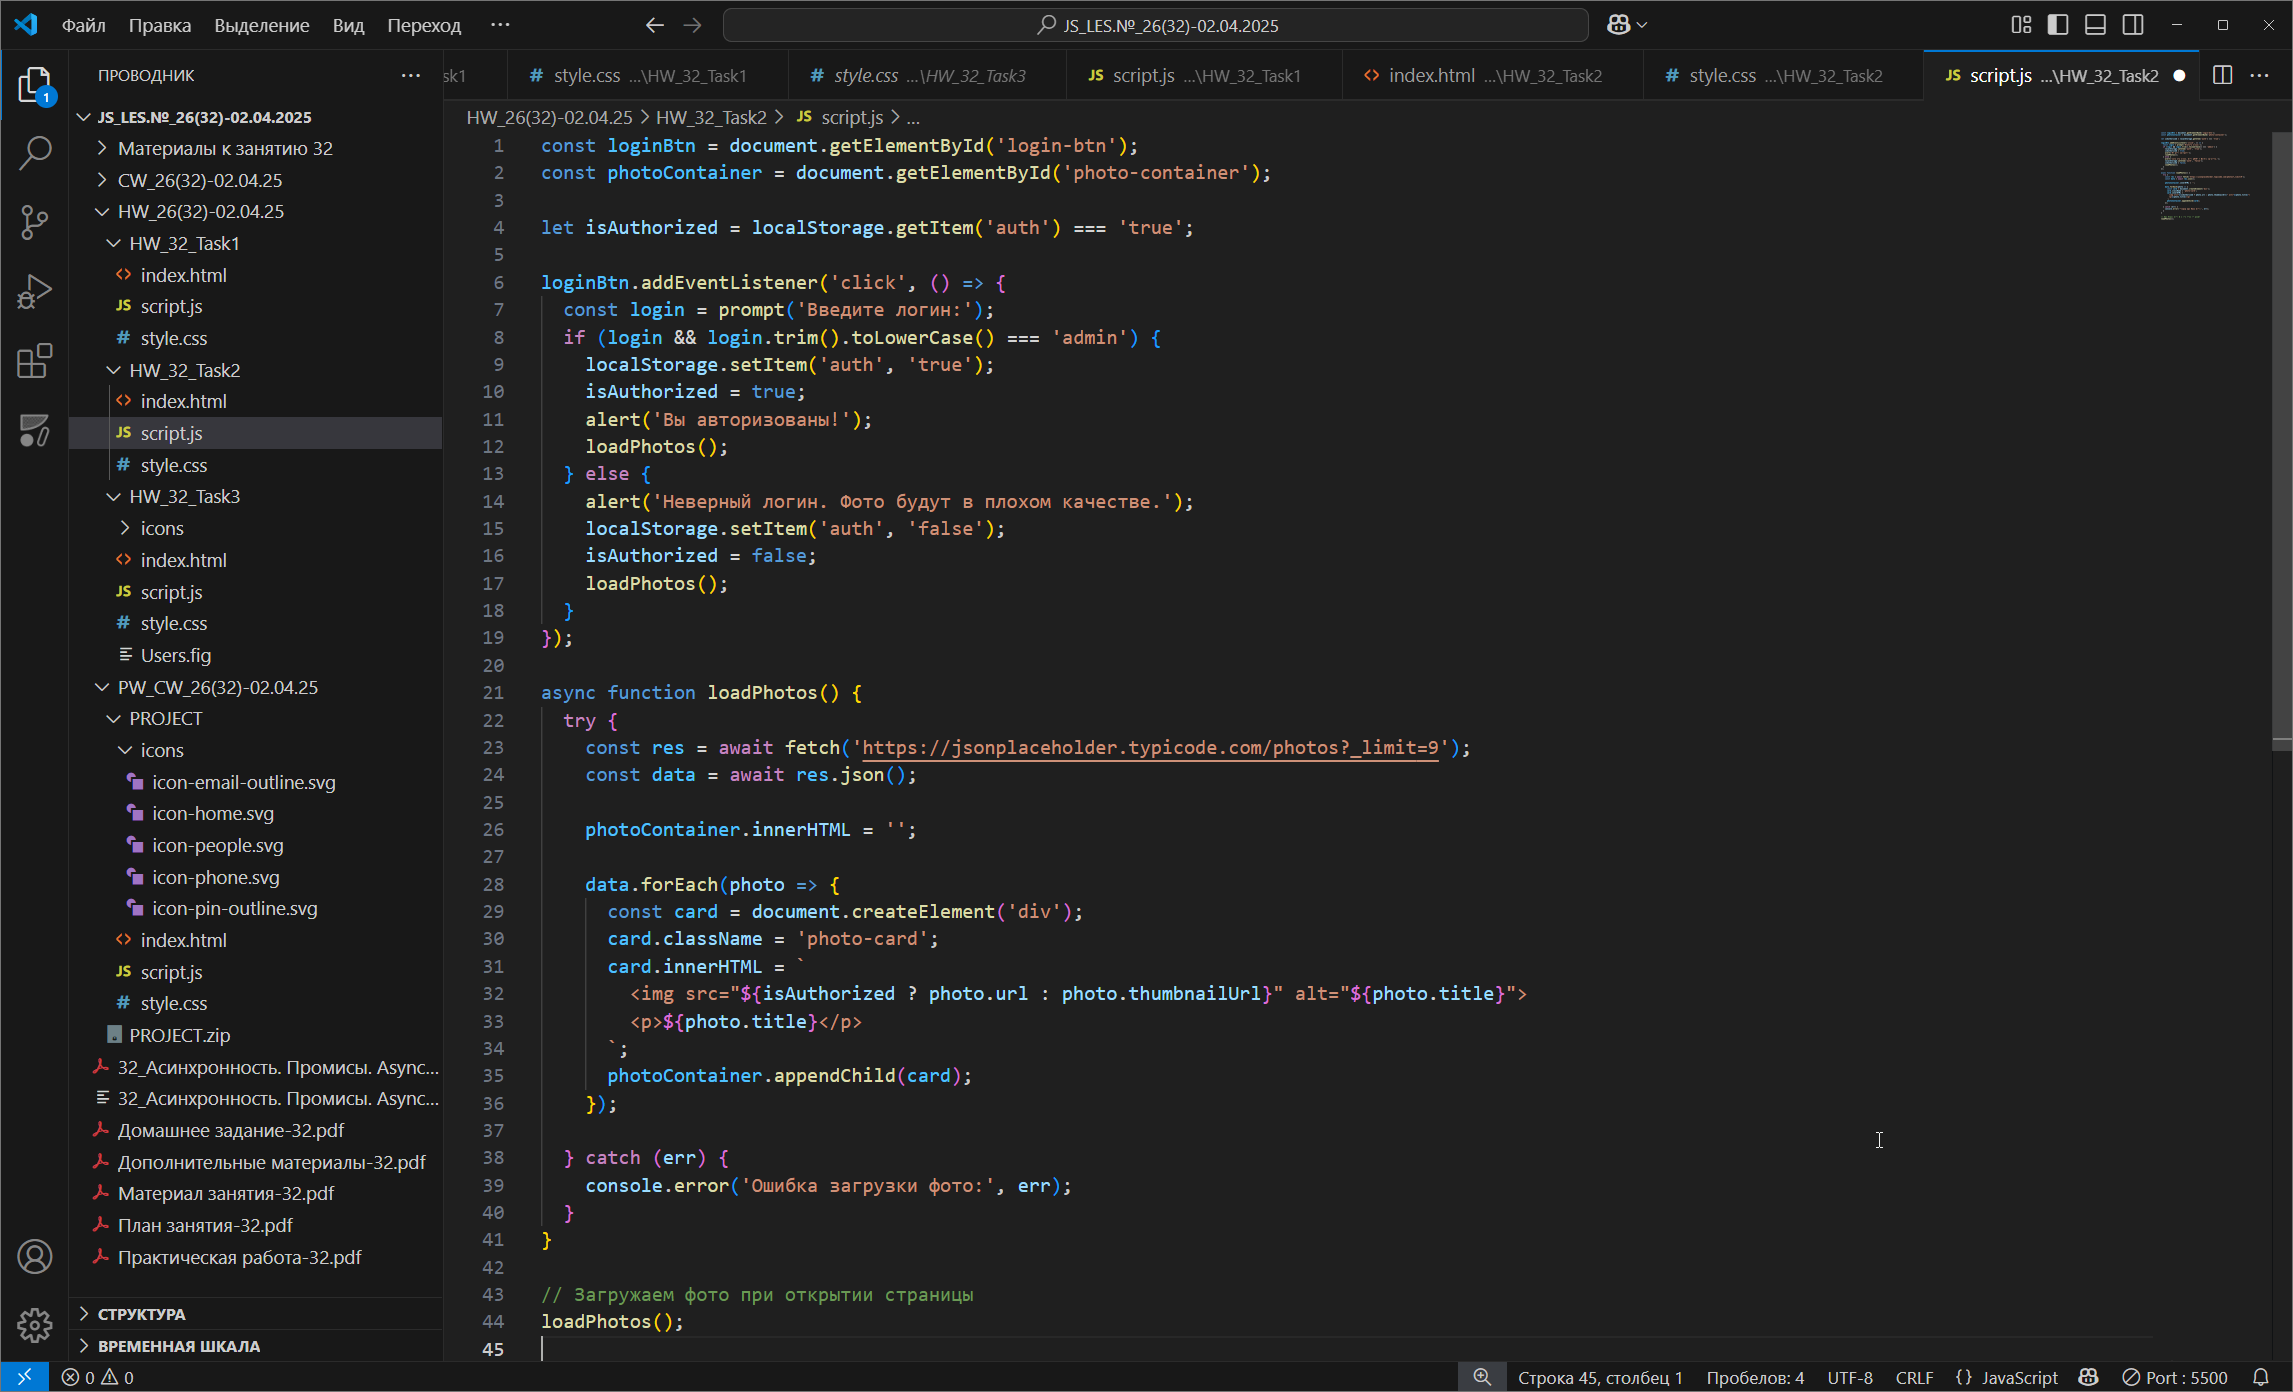 Файл Правка Выделение Вид Переход ···
JS_LES.№_26(32)-02.04.2025
ПРОВОДНИК ···
JS_LES.№_26(32)-02.04.2025
Материалы к занятию 32
CW_26(32)-02.04.25
HW_26(32)-02.04.25
HW_32_Task1
index.html
JS script.js
# style.css
HW_32_Task2
index.html
JS script.js
# style.css
HW_32_Task3
icons
index.html
JS script.js
# style.css
Users.fig
PW_CW_26(32)-02.04.25
PROJECT
icons
icon-email-outline.svg
icon-home.svg
icon-people.svg
icon-phone.svg
icon-pin-outline.svg
index.html
JS script.js
# style.css
PROJECT.zip
32_Асинхронность. Промисы. Async...
32_Асинхронность. Промисы. Async...
Домашнее задание-32.pdf
Дополнительные материалы-32.pdf
Материал занятия-32.pdf
План занятия-32.pdf
Практическая работа-32.pdf
СТРУКТУРА
ВРЕМЕННАЯ ШКАЛА
1
sk1 # style.css ...\HW_32_Task1 # style.css ...\HW_32_Task3 JS script.js ...\HW_32_Task1 <> index.html ...\HW_32_Task2 # style.css ...\HW_32_Task2 JS script.js ...\HW_32_Task2 ···
HW_26(32)-02.04.25 > HW_32_Task2 > JS script.js > ...
1 const loginBtn = document.getElementById('login-btn');
2 const photoContainer = document.getElementById('photo-container');
3
4 let isAuthorized = localStorage.getItem('auth') === 'true';
5
6 loginBtn.addEventListener('click', () => {
7 const login = prompt('Введите логин:');
8 if (login && login.trim().toLowerCase() === 'admin') {
9 localStorage.setItem('auth', 'true');
10 isAuthorized = true;
11 alert('Вы авторизованы!');
12 loadPhotos();
13 } else {
14 alert('Неверный логин. Фото будут в плохом качестве.');
15 localStorage.setItem('auth', 'false');
16 isAuthorized = false;
17 loadPhotos();
18 }
19 });
20
21 async function loadPhotos() {
22 try {
23 const res = await fetch('https://jsonplaceholder.typicode.com/photos?_limit=9');
24 const data = await res.json();
25
26 photoContainer.innerHTML = '';
27
28 data.forEach(photo => {
29 const card = document.createElement('div');
30 card.className = 'photo-card';
31 card.innerHTML = `
32 <img src="${isAuthorized ? photo.url : photo.thumbnailUrl}" alt="${photo.title}">
33 <p>${photo.title}</p>
34 `;
35 photoContainer.appendChild(card);
36 });
37
38 } catch (err) {
39 console.error('Ошибка загрузки фото:', err);
40 }
41 }
42
43 // Загружаем фото при открытии страницы
44 loadPhotos();
45
0 0 Строка 45, столбец 1 Пробелов: 4 UTF-8 CRLF {} JavaScript Port : 5500